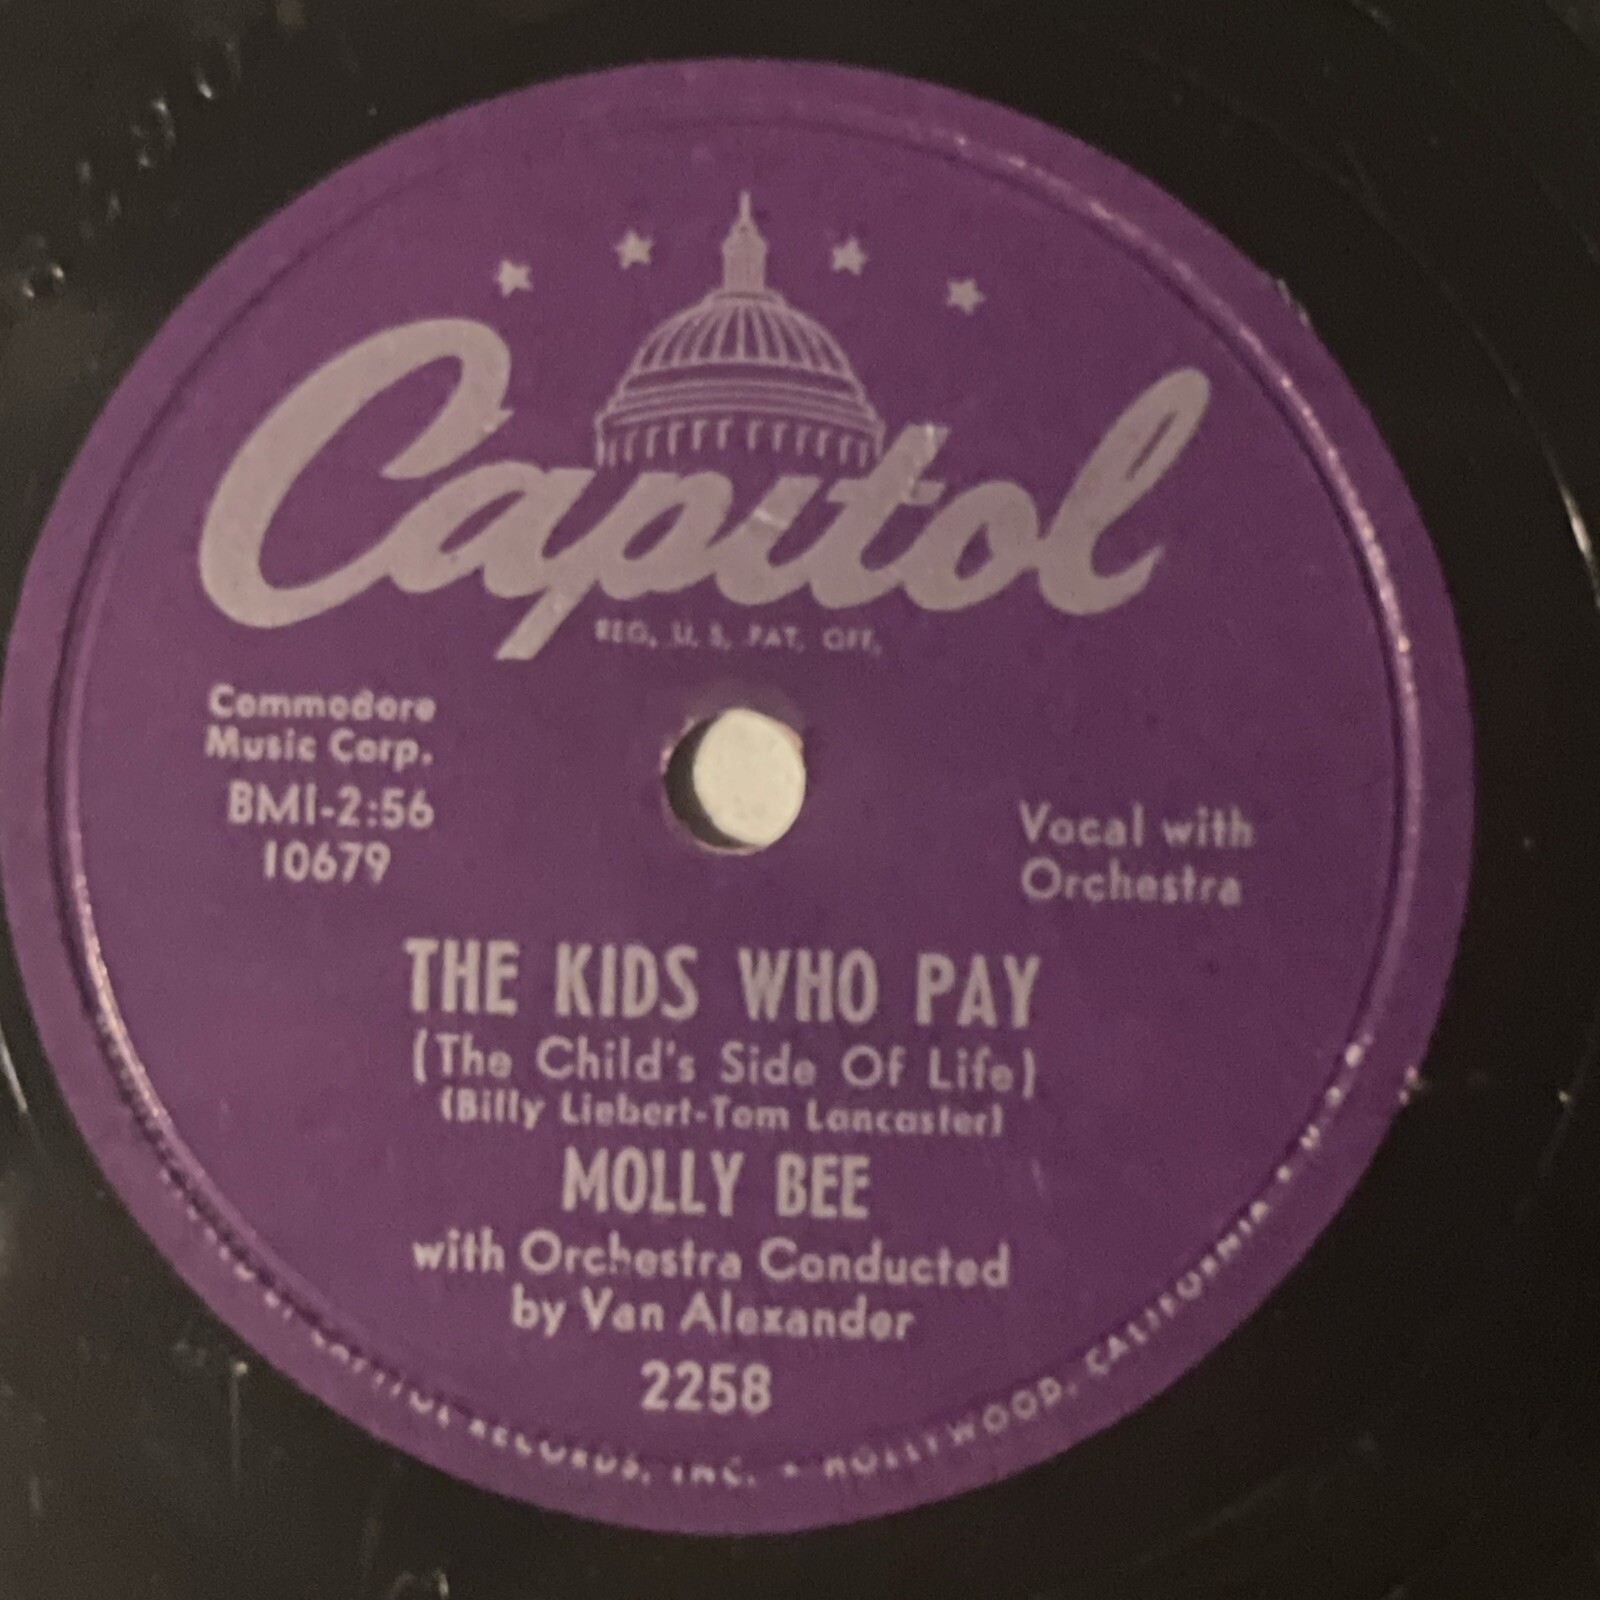 Capitol
REG. U. S. PAT. OFF.
Commodore
Music Corp.
BMI-2:56
10679
Vocal with
Orchestra
THE KIDS WHO PAY
(The Child's Side Of Life)
(Billy Liebert-Tom Lancaster)
MOLLY BEE
with Orchestra Conducted
by Van Alexander
2258
CAPITOL RECORDS, INC. • HOLLYWOOD, CALIFORNIA • U. S. A.